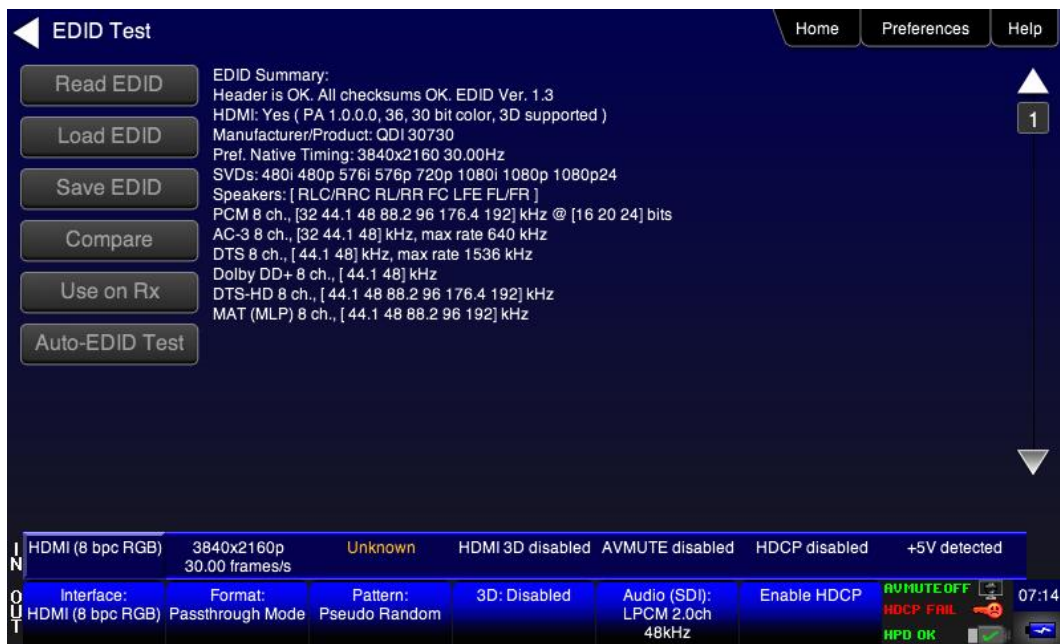 EDID Test
Home
Preferences
Help
Read EDID
Load EDID
Save EDID
Compare
Use on Rx
Auto-EDID Test
EDID Summary:
Header is OK. All checksums OK. EDID Ver. 1.3
HDMI: Yes ( PA 1.0.0.0, 36, 30 bit color, 3D supported )
Manufacturer/Product: QDI 30730
Pref. Native Timing: 3840x2160 30.00Hz
SVDs: 480i 480p 576i 576p 720p 1080i 1080p 1080p24
Speakers: [ RLC/RRC RL/RR FC LFE FL/FR ]
PCM 8 ch., [32 44.1 48 88.2 96 176.4 192] kHz @ [16 20 24] bits
AC-3 8 ch., [32 44.1 48] kHz, max rate 640 kHz
DTS 8 ch., [ 44.1 48] kHz, max rate 1536 kHz
Dolby DD+ 8 ch., [ 44.1 48] kHz
DTS-HD 8 ch., [ 44.1 48 88.2 96 176.4 192] kHz
MAT (MLP) 8 ch., [ 44.1 48 88.2 96 192] kHz
1
IN
HDMI (8 bpc RGB)
3840x2160p
30.00 frames/s
Unknown
HDMI 3D disabled
AVMUTE disabled
HDCP disabled
+5V detected
OUT
Interface:
HDMI (8 bpc RGB)
Format:
Passthrough Mode
Pattern:
Pseudo Random
3D: Disabled
Audio (SDI):
LPCM 2.0ch
48kHz
Enable HDCP
AVMUTE OFF
HDCP FAIL
HPD OK
07:14